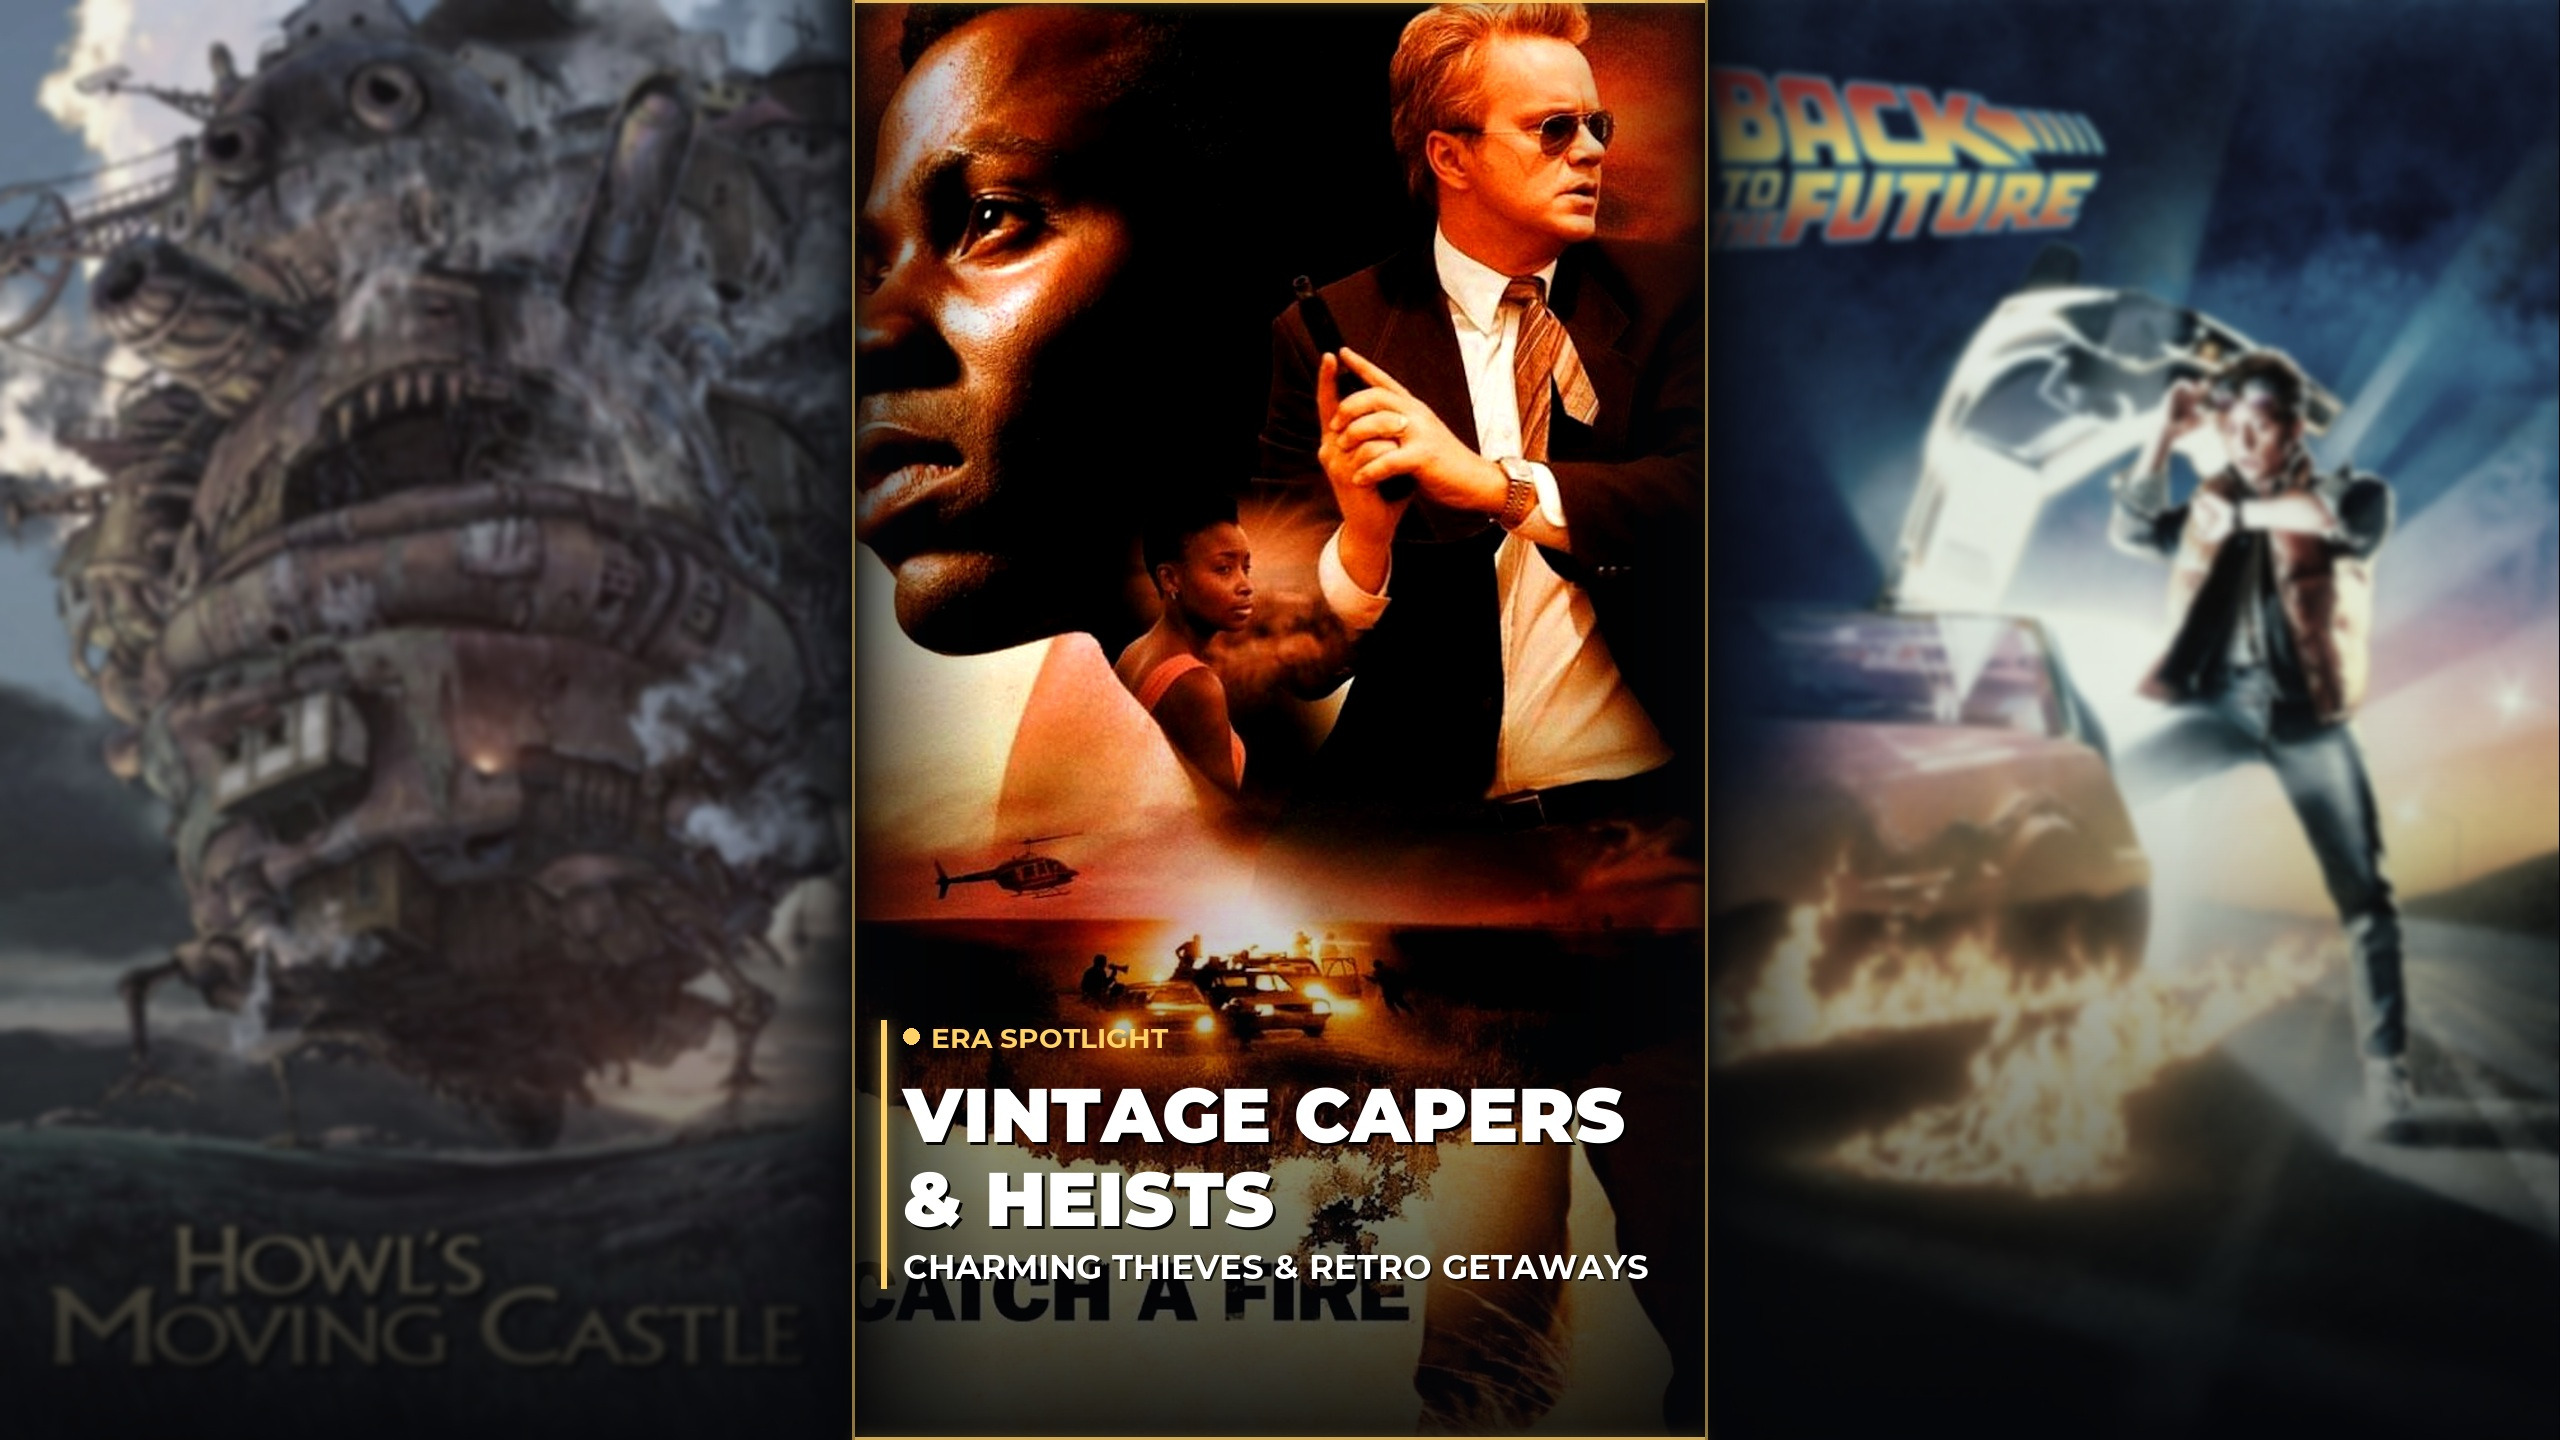 HOWL'S
MOVING CASTLE
ERA SPOTLIGHT
VINTAGE CAPERS
& HEISTS
CHARMING THIEVES & RETRO GETAWAYS
CATCH A FIRE
BACK
TO THE FUTURE